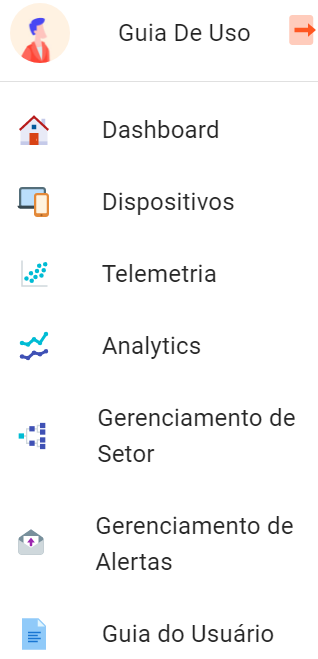 Guia De Uso
Dashboard
Dispositivos
Telemetria
Analytics
Gerenciamento de
Setor
Gerenciamento de
Alertas
Guia do Usuário